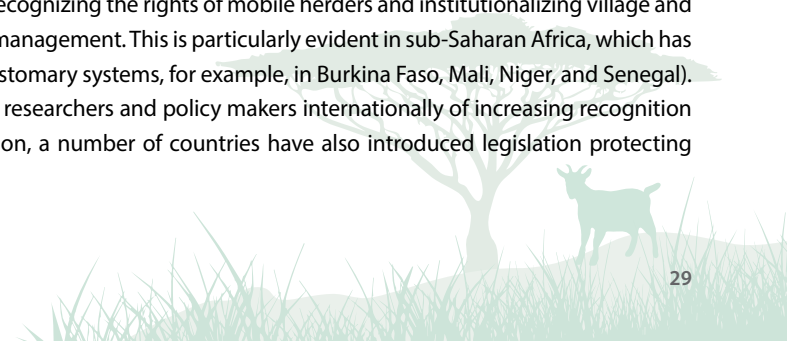 ecognizing the rights of mobile herders and institutionalizing village and
management. This is particularly evident in sub-Saharan Africa, which has
stomary systems, for example, in Burkina Faso, Mali, Niger, and Senegal).
researchers and policy makers internationally of increasing recognition
on, a number of countries have also introduced legislation protecting
29